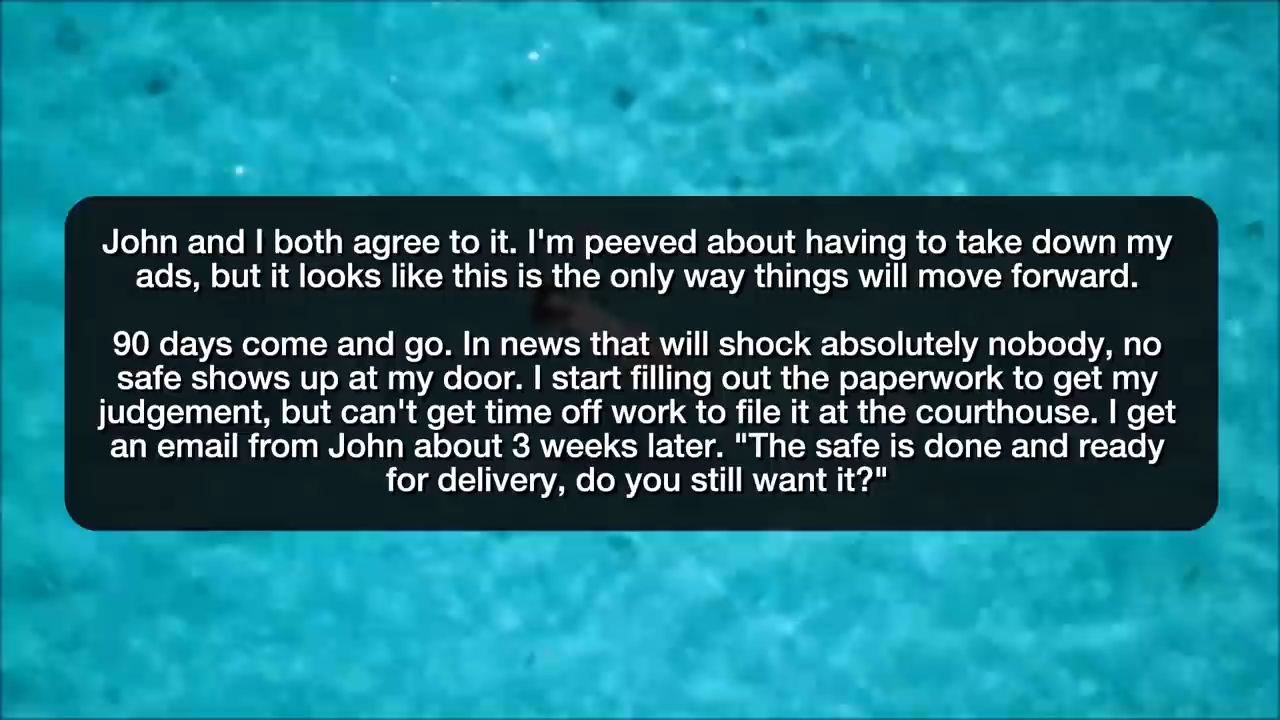 John and I both agree to it. I'm peeved about having to take down my
ads, but it looks like this is the only way things will move forward.
90 days come and go. In news that will shock absolutely nobody, no
safe shows up at my door. I start filling out the paperwork to get my
judgement, but can't get time off work to file it at the courthouse. I get
an email from John about 3 weeks later. "The safe is done and ready
for delivery, do you still want it?"